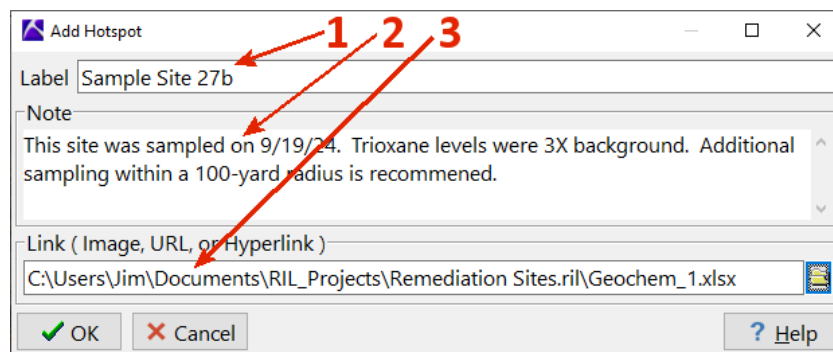 Add Hotspot
1 2 3
Label Sample Site 27b
Note
This site was sampled on 9/19/24. Trioxane levels were 3X background. Additional
sampling within a 100-yard radius is recommened.
Link ( Image, URL, or Hyperlink )
C:\Users\Jim\Documents\RIL_Projects\Remediation Sites.ril\Geochem_1.xlsx
OK Cancel ? Help